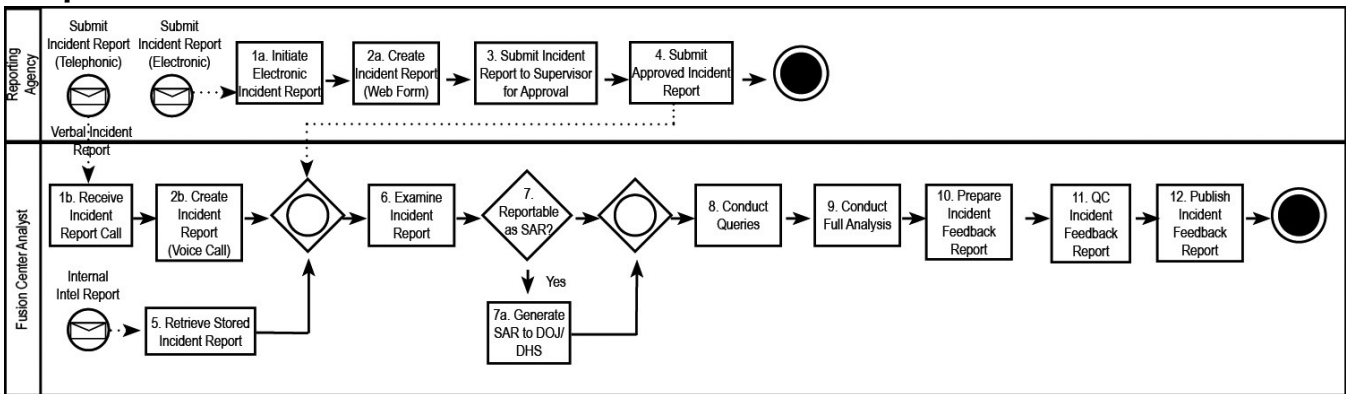 Reporting
Agency
Submit
Incident Report
(Telephonic)
Submit
Incident Report
(Electronic)
1a. Initiate
Electronic
Incident Report
2a. Create
Incident Report
(Web Form)
3. Submit Incident
Report to Supervisor
for Approval
4. Submit
Approved Incident
Report
Verbal Incident
Report
Fusion Center Analyst
1b. Receive
Incident
Report Call
2b. Create
Incident
Report
(Voice Call)
6. Examine
Incident
Report
7.
Reportable
as SAR?
Yes
7a. Generate
SAR to DOJ/
DHS
8. Conduct
Queries
9. Conduct
Full Analysis
10. Prepare
Incident
Feedback
Report
11. QC
Incident
Feedback
Report
12. Publish
Incident
Feedback
Report
Internal
Intel Report
5. Retrieve Stored
Incident Report